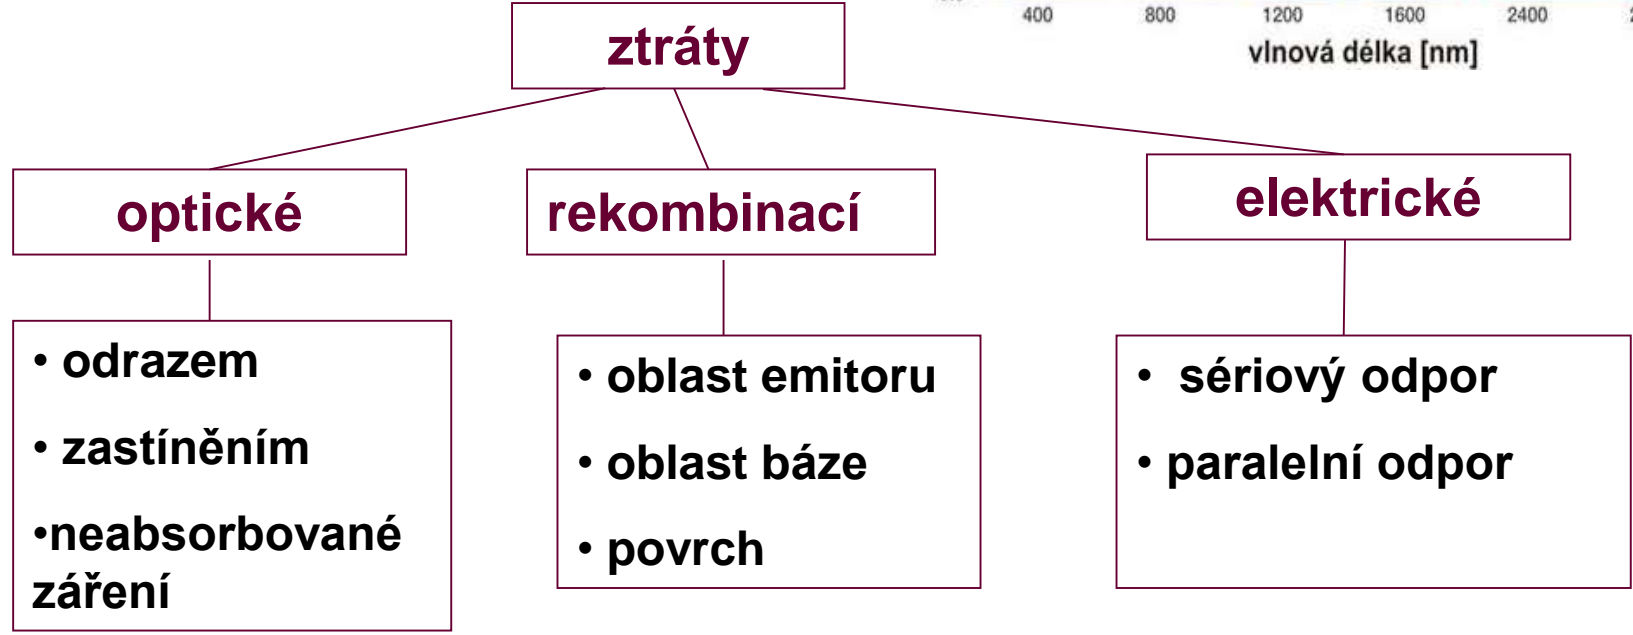 400 800 1200 1600 2400
vlnová délka [nm]
ztráty
optické
rekombinací
elektrické
• odrazem
• zastíněním
•neabsorbované
záření
• oblast emitoru
• oblast báze
• povrch
• sériový odpor
• paralelní odpor